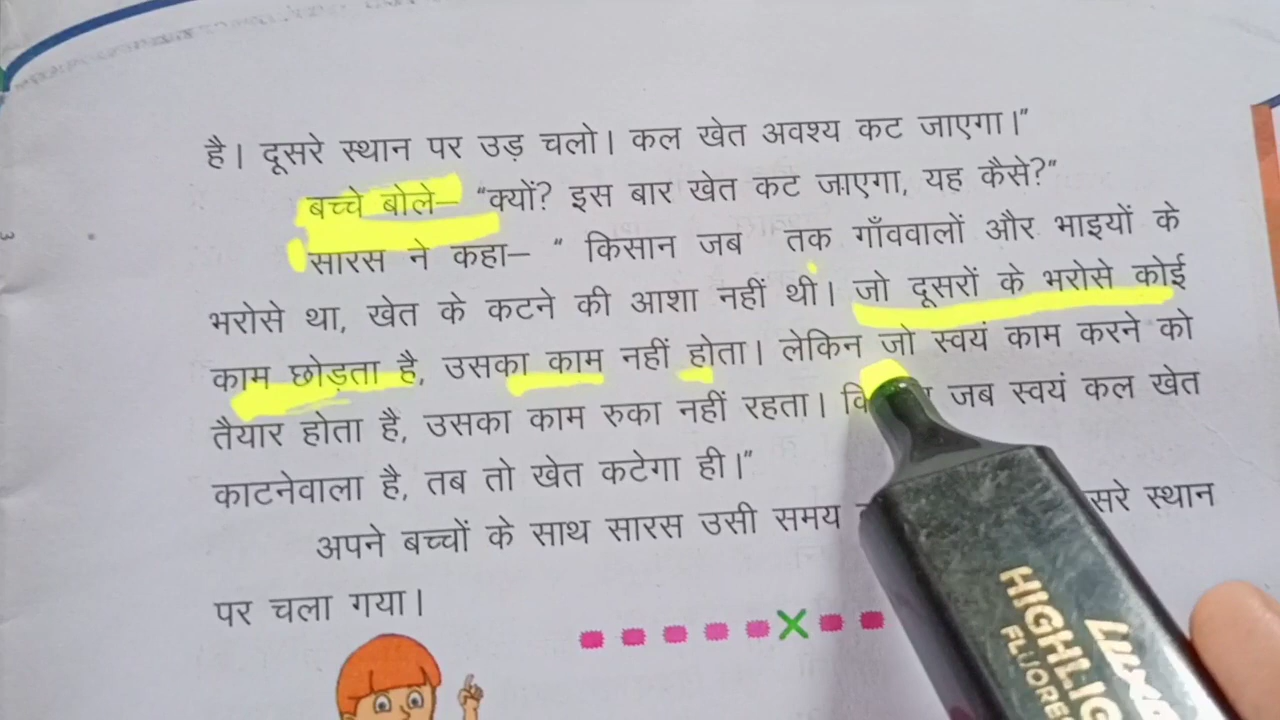 है। दूसरे स्थान पर उड़ चलो। कल खेत अवश्य कट जाएगा।"
बच्चे बोले– "क्यों? इस बार खेत कट जाएगा, यह कैसे?"
सारस ने कहा– " किसान जब तक गाँववालों और भाइयों के
भरोसे था, खेत के कटने की आशा नहीं थी। जो दूसरों के भरोसे कोई
काम छोड़ता है, उसका काम नहीं होता। लेकिन जो स्वयं काम करने को
तैयार होता है, उसका काम रुका नहीं रहता। जब स्वयं कल खेत
काटनेवाला है, तब तो खेत कटेगा ही।"
अपने बच्चों के साथ सारस उसी समय स्थान
पर चला गया।
luxor
HIGHLIG
FLUORES